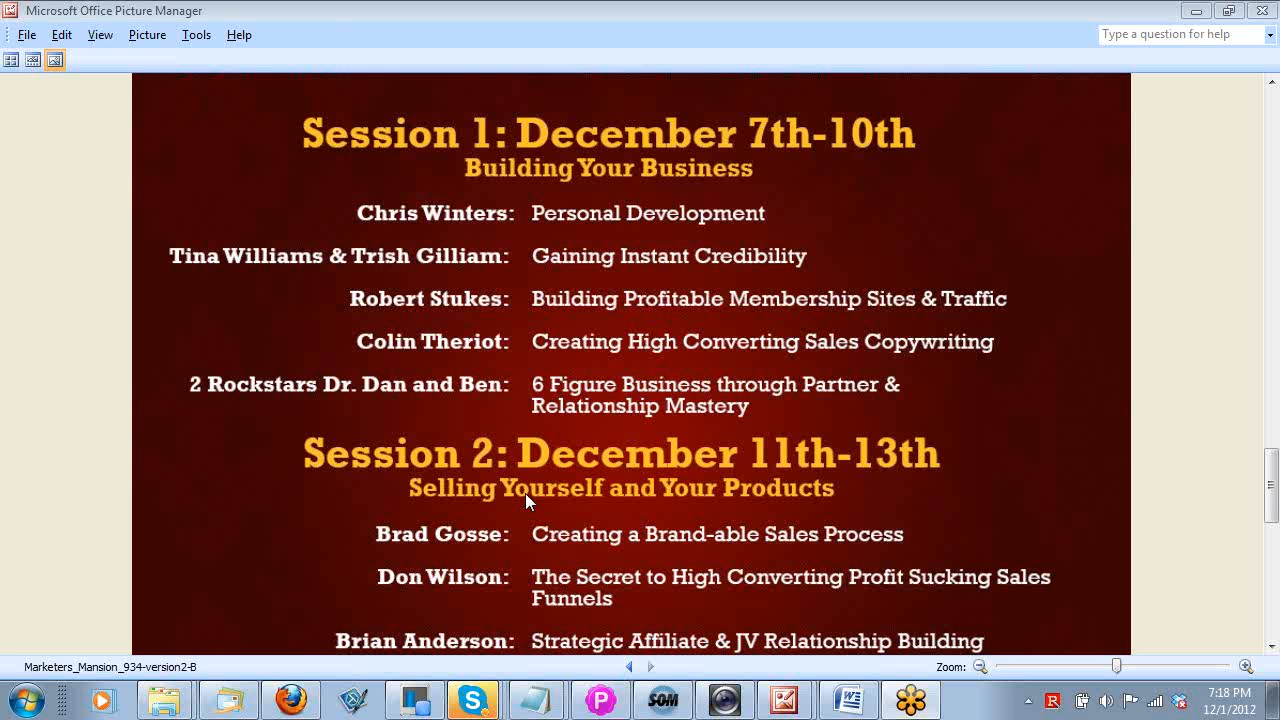 Microsoft Office Picture Manager
File Edit View Picture Tools Help
Type a question for help
Session 1: December 7th-10th
Building Your Business
Chris Winters: Personal Development
Tina Williams & Trish Gilliam: Gaining Instant Credibility
Robert Stukes: Building Profitable Membership Sites & Traffic
Colin Theriot: Creating High Converting Sales Copywriting
2 Rockstars Dr. Dan and Ben: 6 Figure Business through Partner &
Relationship Mastery
Session 2: December 11th-13th
Selling Yourself and Your Products
Brad Gosse: Creating a Brand-able Sales Process
Don Wilson: The Secret to High Converting Profit Sucking Sales
Funnels
Brian Anderson: Strategic Affiliate & JV Relationship Building
Marketers_Mansion_934-version2-B
Zoom:
SOM
7:18 PM
12/1/2012